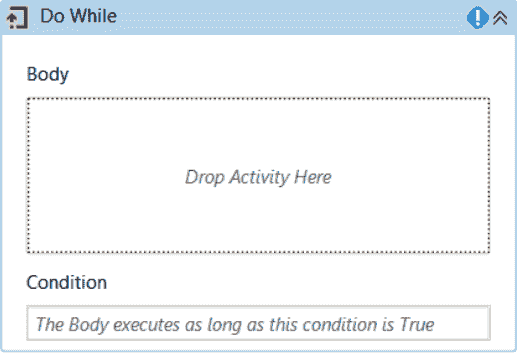 Do While
Body
Drop Activity Here
Condition
The Body executes as long as this condition is True